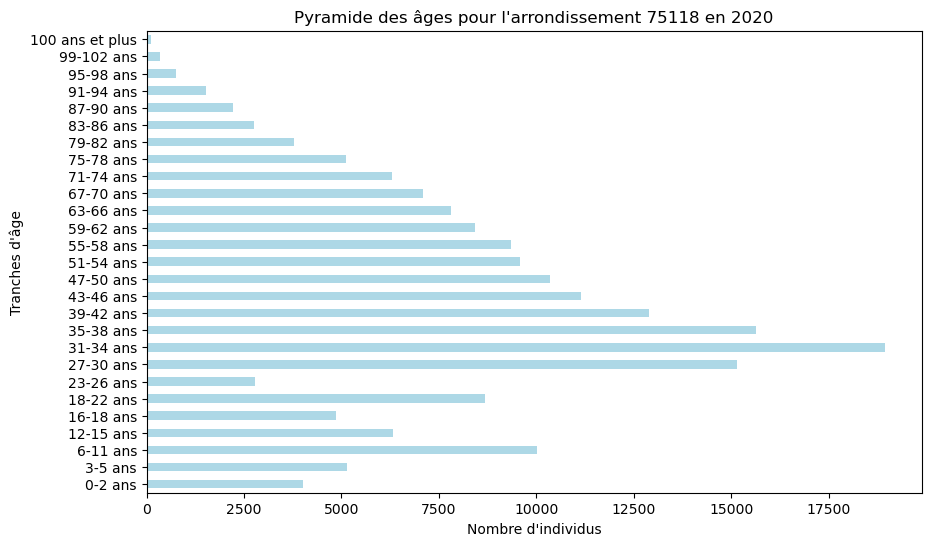 Pyramide des âges pour l'arrondissement 75118 en 2020
100 ans et plus
99-102 ans
95-98 ans
91-94 ans
87-90 ans
83-86 ans
79-82 ans
75-78 ans
71-74 ans
67-70 ans
63-66 ans
59-62 ans
55-58 ans
51-54 ans
47-50 ans
43-46 ans
39-42 ans
35-38 ans
31-34 ans
27-30 ans
23-26 ans
18-22 ans
16-18 ans
12-15 ans
6-11 ans
3-5 ans
0-2 ans
Tranches d'âge
0 2500 5000 7500 10000 12500 15000 17500
Nombre d'individus